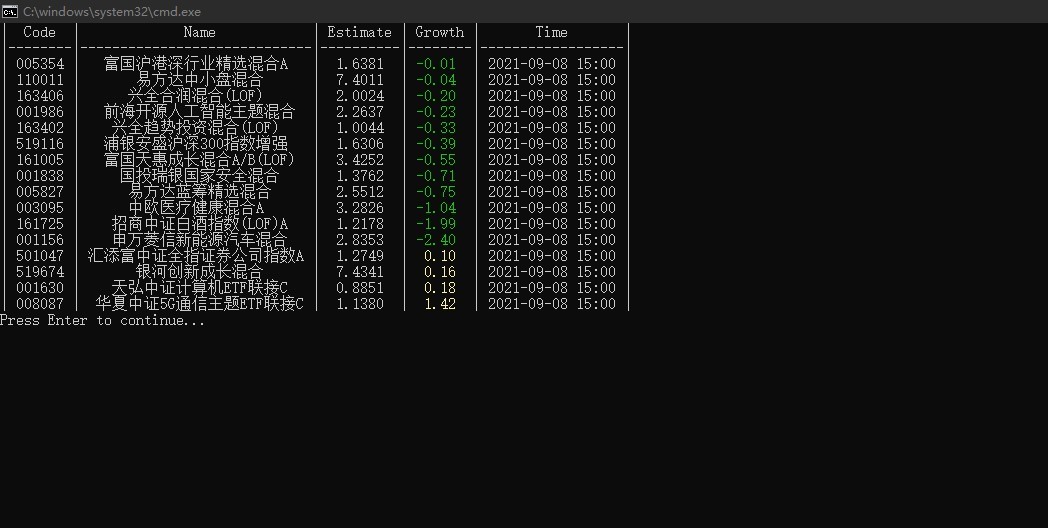 C:\windows\system32\cmd.exe
| Code | Name | Estimate | Growth | Time |
|--------|-----------------------------|----------|--------|------------------|
| 005354 | 富国沪港深行业精选混合A | 1.6381 | -0.01 | 2021-09-08 15:00 |
| 110011 | 易方达中小盘混合 | 7.4011 | -0.04 | 2021-09-08 15:00 |
| 163406 | 兴全合润混合(LOF) | 2.0024 | -0.20 | 2021-09-08 15:00 |
| 001986 | 前海开源人工智能主题混合 | 2.2637 | -0.23 | 2021-09-08 15:00 |
| 163402 | 兴全趋势投资混合(LOF) | 1.0044 | -0.33 | 2021-09-08 15:00 |
| 519116 | 浦银安盛沪深300指数增强 | 1.6306 | -0.39 | 2021-09-08 15:00 |
| 161005 | 富国天惠成长混合A/B(LOF) | 3.4252 | -0.55 | 2021-09-08 15:00 |
| 001838 | 国投瑞银国家安全混合 | 1.3762 | -0.71 | 2021-09-08 15:00 |
| 005827 | 易方达蓝筹精选混合 | 2.5512 | -0.75 | 2021-09-08 15:00 |
| 003095 | 中欧医疗健康混合A | 3.2826 | -1.04 | 2021-09-08 15:00 |
| 161725 | 招商中证白酒指数(LOF)A | 1.2178 | -1.99 | 2021-09-08 15:00 |
| 001156 | 申万菱信新能源汽车混合 | 2.8353 | -2.40 | 2021-09-08 15:00 |
| 501047 | 汇添富中证全指证券公司指数A | 1.2749 | 0.10 | 2021-09-08 15:00 |
| 519674 | 银河创新成长混合 | 7.4341 | 0.16 | 2021-09-08 15:00 |
| 001630 | 天弘中证计算机ETF联接C | 0.8851 | 0.18 | 2021-09-08 15:00 |
| 008087 | 华夏中证5G通信主题ETF联接C | 1.1380 | 1.42 | 2021-09-08 15:00 |
Press Enter to continue...